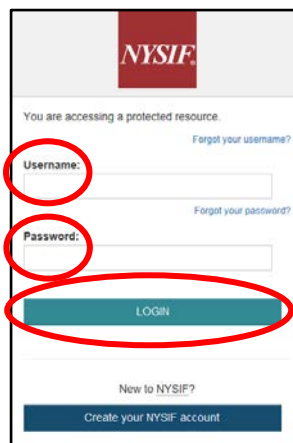 NYSIF®
You are accessing a protected resource.
Forgot your username?
Username:
Forgot your password?
Password:
LOGIN
New to NYSIF?
Create your NYSIF account